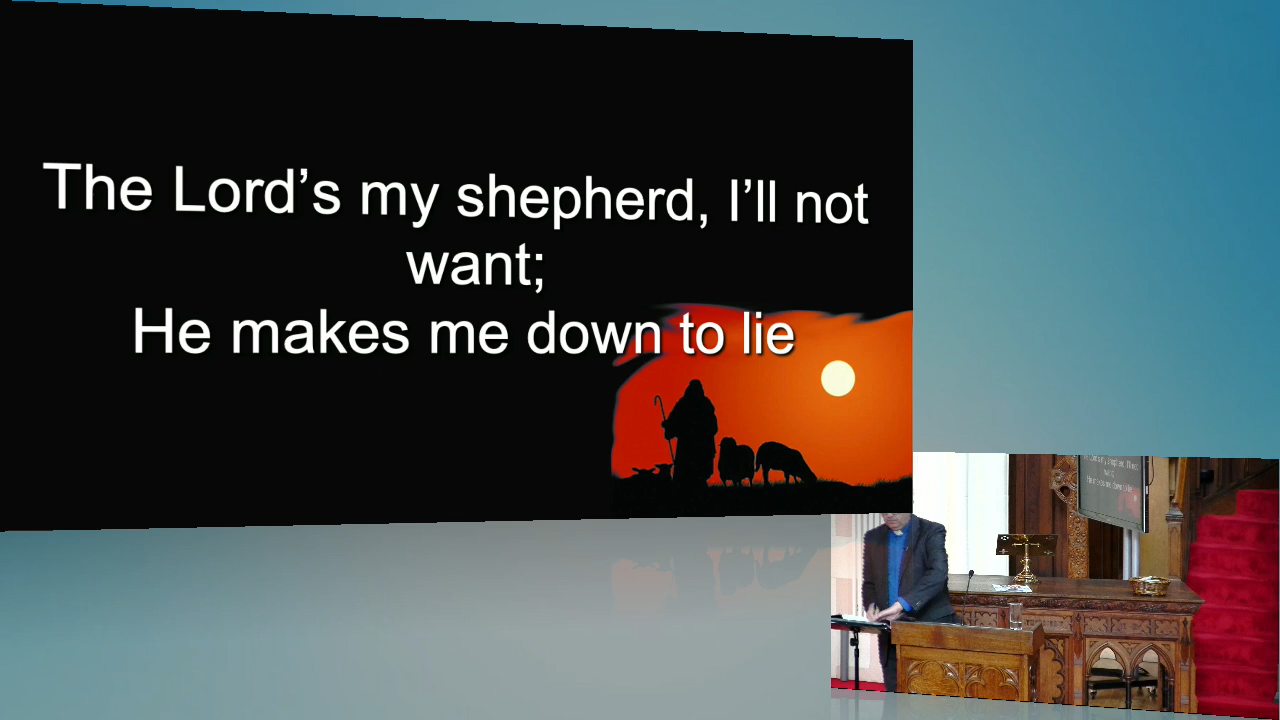 The Lord’s my shepherd, I’ll not
want;
He makes me down to lie